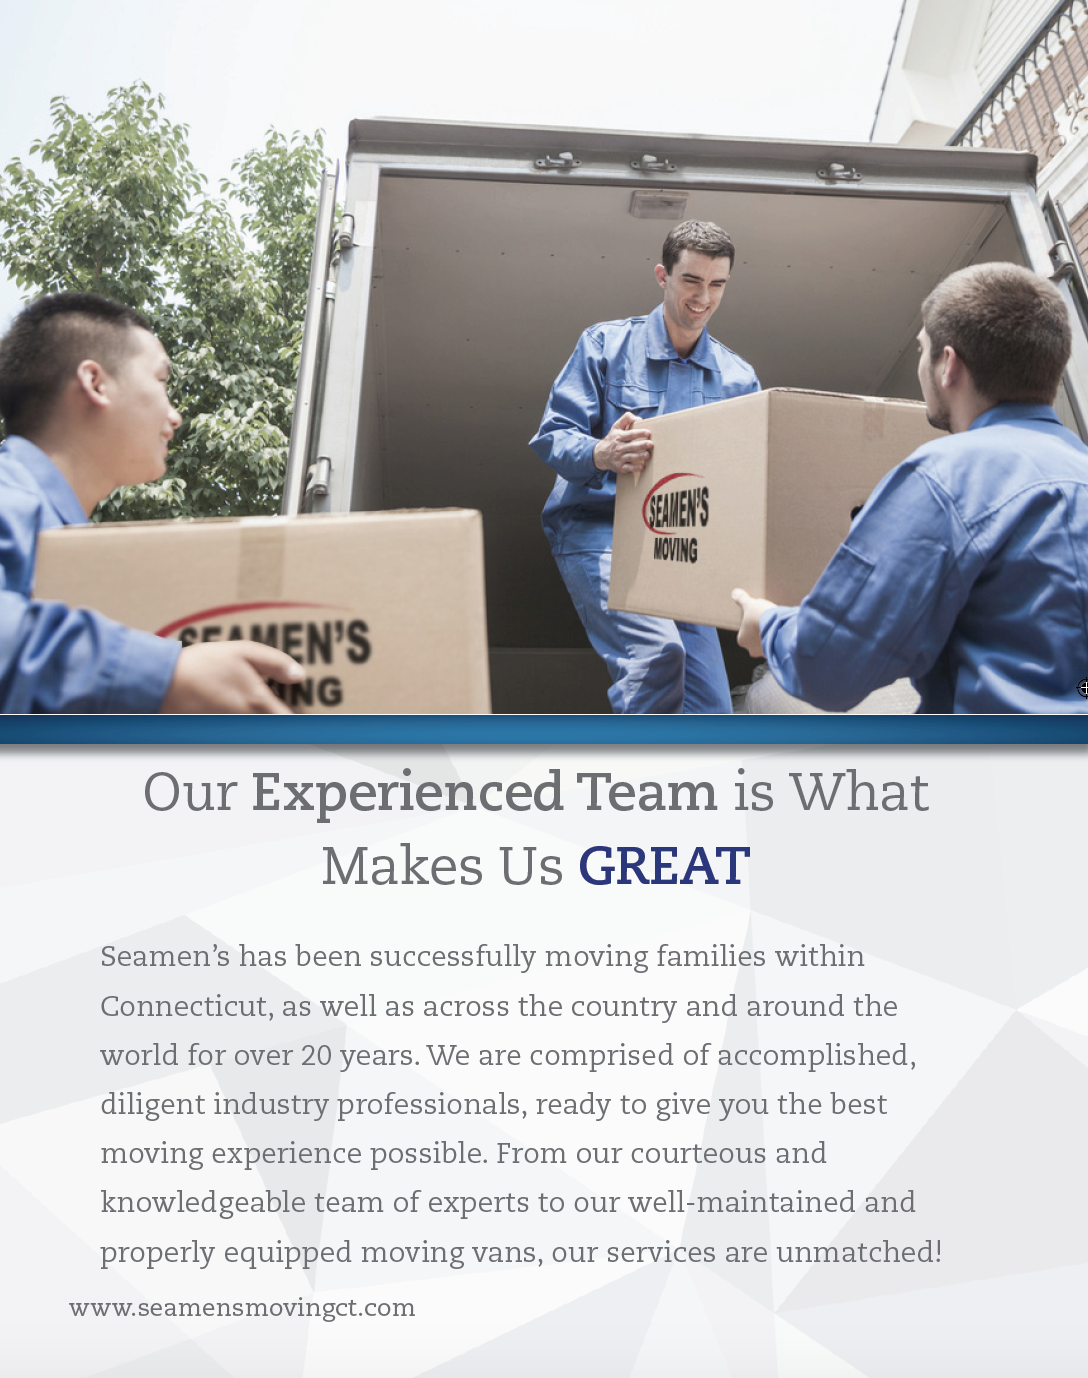 SEAMEN'S
MOVING
SEAMEN'S
Our Experienced Team is What
Makes Us GREAT
Seamen's has been successfully moving families within
Connecticut, as well as across the country and around the
world for over 20 years. We are comprised of accomplished,
diligent industry professionals, ready to give you the best
moving experience possible. From our courteous and
knowledgeable team of experts to our well-maintained and
properly equipped moving vans, our services are unmatched!
www.seamensmovingct.com